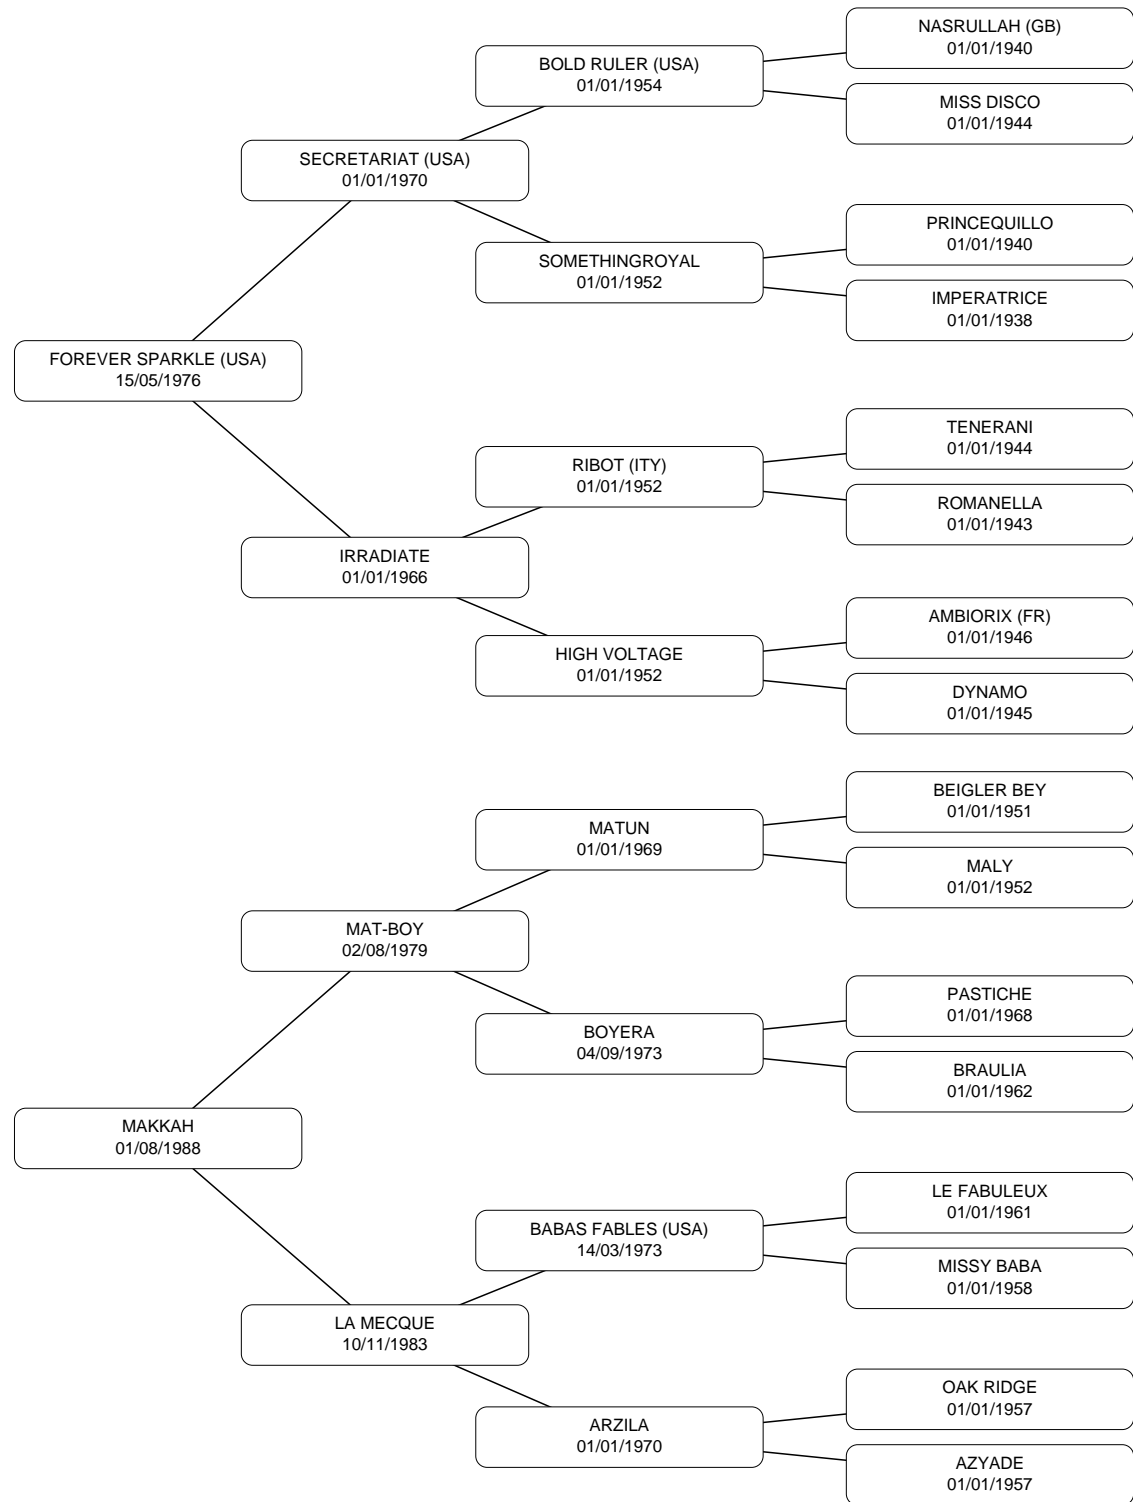 NASRULLAH (GB)
01/01/1940
BOLD RULER (USA)
01/01/1954
MISS DISCO
01/01/1944
SECRETARIAT (USA)
01/01/1970
PRINCEQUILLO
01/01/1940
SOMETHINGROYAL
01/01/1952
IMPERATRICE
01/01/1938
FOREVER SPARKLE (USA)
15/05/1976
TENERANI
01/01/1944
RIBOT (ITY)
01/01/1952
ROMANELLA
01/01/1943
IRRADIATE
01/01/1966
AMBIORIX (FR)
01/01/1946
HIGH VOLTAGE
01/01/1952
DYNAMO
01/01/1945
BEIGLER BEY
01/01/1951
MATUN
01/01/1969
MALY
01/01/1952
MAT-BOY
02/08/1979
PASTICHE
01/01/1968
BOYERA
04/09/1973
BRAULIA
01/01/1962
MAKKAH
01/08/1988
LE FABULEUX
01/01/1961
BABAS FABLES (USA)
14/03/1973
MISSY BABA
01/01/1958
LA MECQUE
10/11/1983
OAK RIDGE
01/01/1957
ARZILA
01/01/1970
AZYADE
01/01/1957